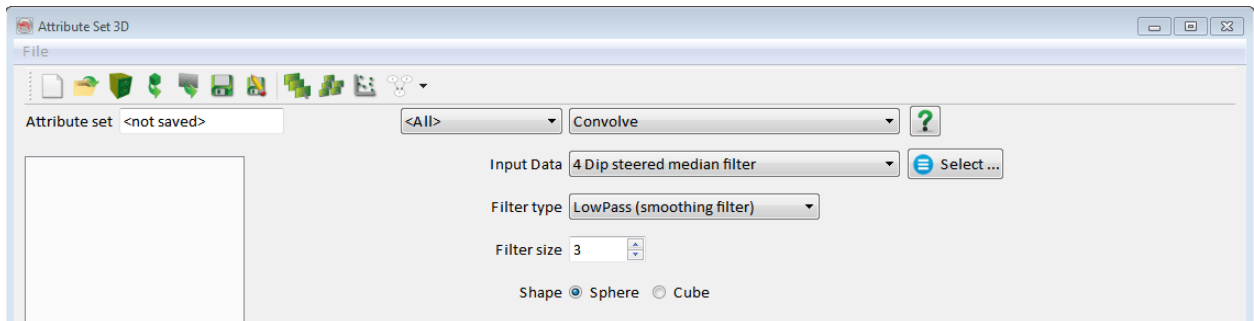 Attribute Set 3D
File
Attribute set <not saved> <All> Convolve ?
Input Data 4 Dip steered median filter Select ...
Filter type LowPass (smoothing filter)
Filter size 3
Shape Sphere Cube